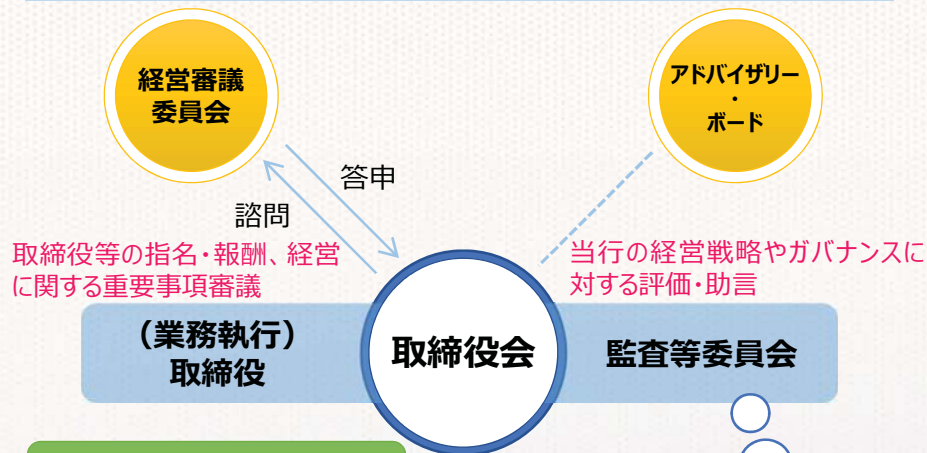 経営審議
委員会
アドバイザリー
・
ボード
答申
諮問
取締役等の指名・報酬、経営
に関する重要事項審議
当行の経営戦略やガバナンスに
対する評価・助言
（業務執行）
取締役
取締役会
監査等委員会